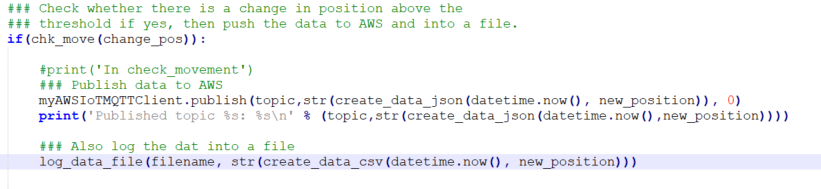 ### Check whether there is a change in position above the
### threshold if yes, then push the data to AWS and into a file.
if(chk_move(change_pos)):
#print('In check_movement')
### Publish data to AWS
myAWSIoTMQTTClient.publish(topic,str(create_data_json(datetime.now(), new_position)), 0)
print('Published topic %s: %s\n' % (topic,str(create_data_json(datetime.now(),new_position))))
### Also log the dat into a file
log_data_file(filename, str(create_data_csv(datetime.now(), new_position)))